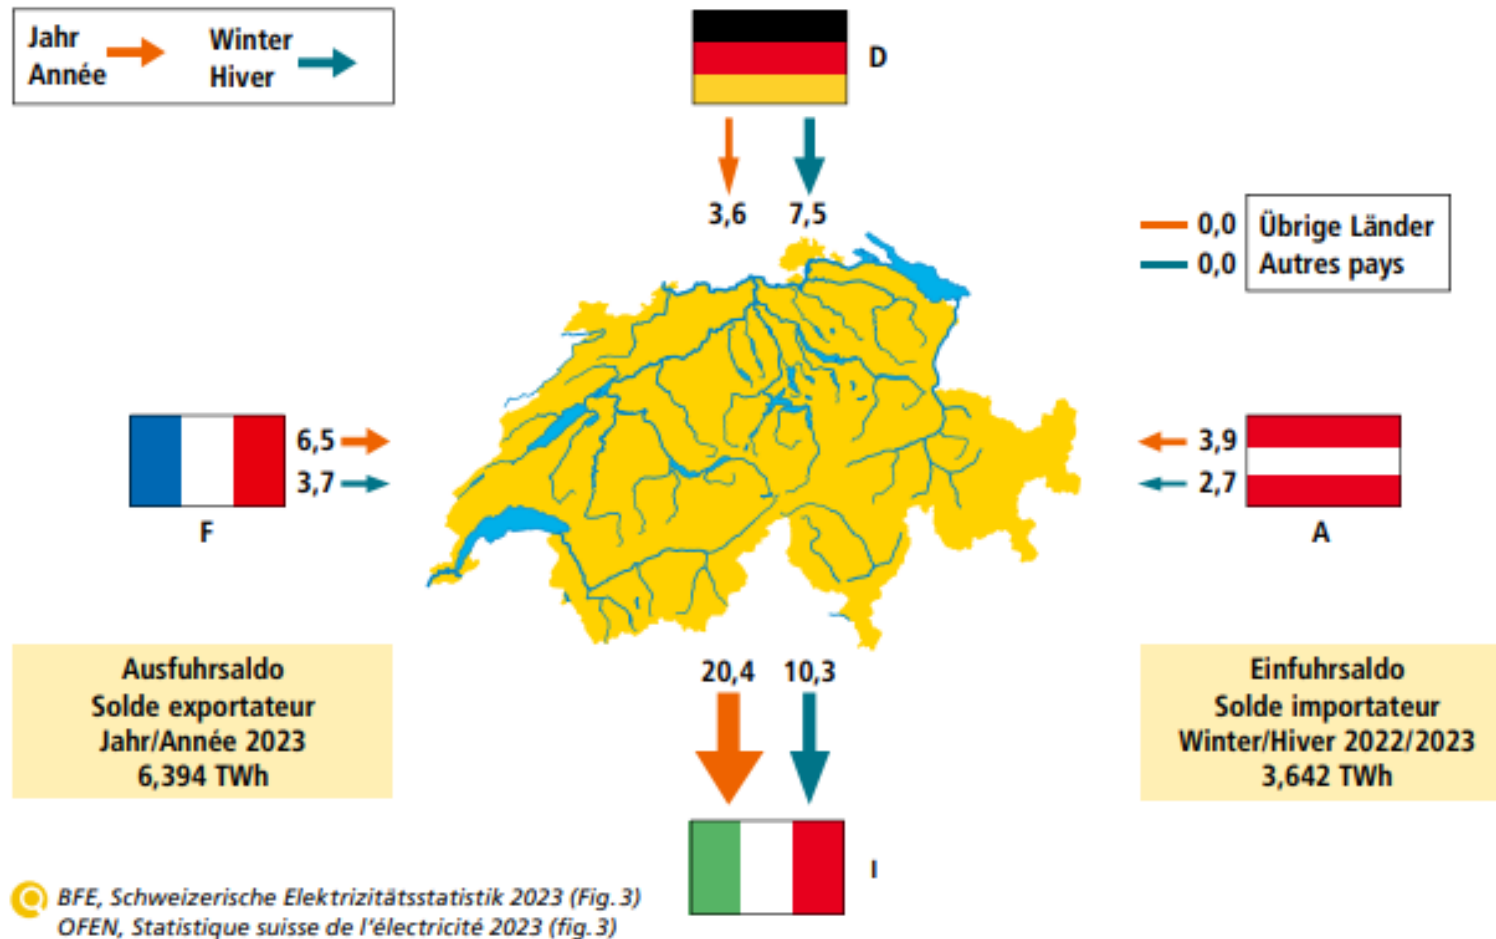 Jahr
Année
Winter
Hiver
D
3,6 7,5
0,0
0,0
Übrige Länder
Autres pays
6,5
3,7
F
3,9
2,7
A
Ausfuhrsaldo
Solde exportateur
Jahr/Année 2023
6,394 TWh
20,4 10,3
Einfuhrsaldo
Solde importateur
Winter/Hiver 2022/2023
3,642 TWh
I
BFE, Schweizerische Elektrizitätsstatistik 2023 (Fig. 3)
OFEN, Statistique suisse de l'électricité 2023 (fig. 3)